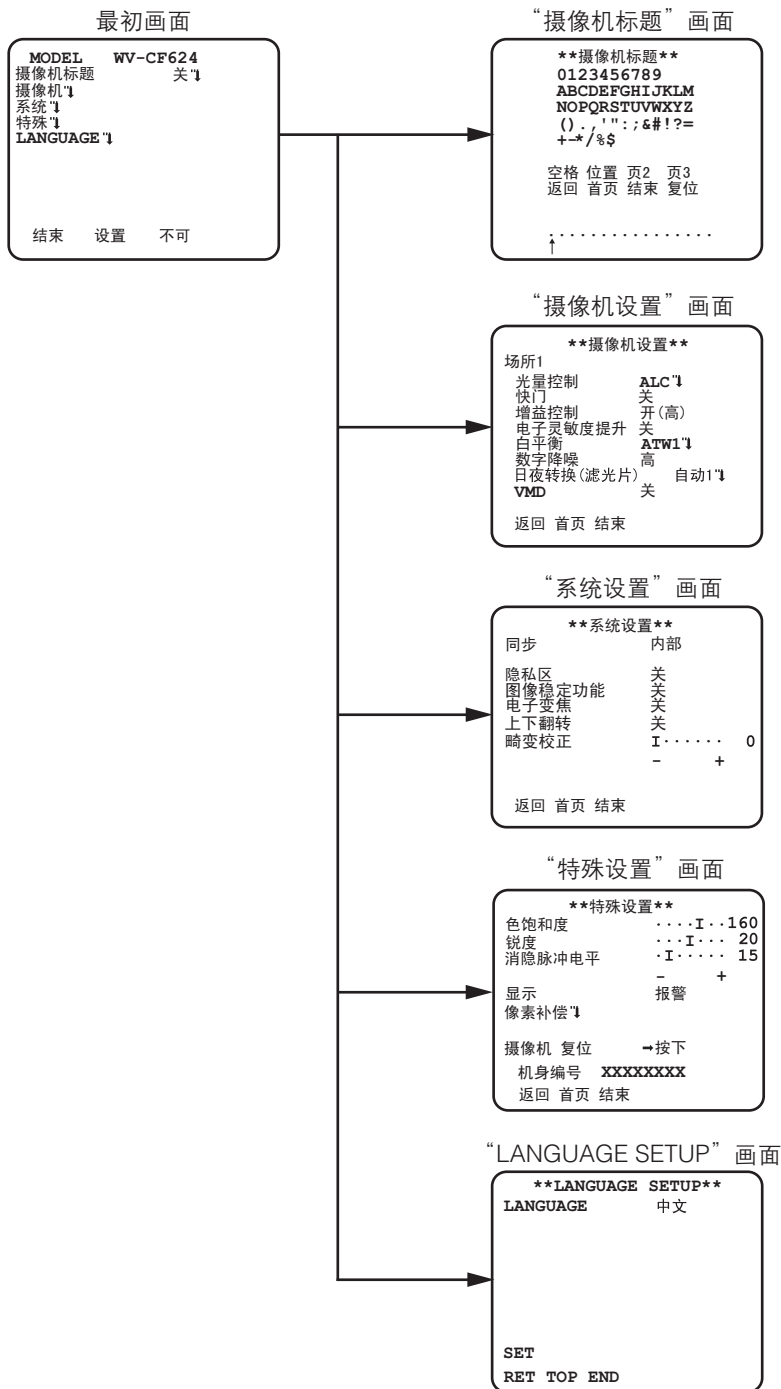 最初画面
MODEL WV-CF624
摄像机标题 关
摄像机
系统
特殊
LANGUAGE
结束 设置 不可
“摄像机标题”画面
**摄像机标题**
0123456789
ABCDEFGHIJKLM
NOPQRSTUVWXYZ
().,'":;&#!?=
+-*/%$
空格 位置 页2 页3
返回 首页 结束 复位
................
↑
“摄像机设置”画面
**摄像机设置**
场所1
光量控制 ALC
快门 关
增益控制 开(高)
电子灵敏度提升 关
白平衡 ATW1
数字降噪 高
日夜转换(滤光片) 自动1
VMD 关
返回 首页 结束
“系统设置”画面
**系统设置**
同步 内部
隐私区 关
图像稳定功能 关
电子变焦 关
上下翻转 关
畸变校正 I...... 0
- +
返回 首页 结束
“特殊设置”画面
**特殊设置**
色饱和度 ....I..160
锐度 ...I... 20
消隐脉冲电平 .I..... 15
- +
显示 报警
像素补偿
摄像机 复位 →按下
机身编号 XXXXXXXX
返回 首页 结束
“LANGUAGE SETUP”画面
**LANGUAGE SETUP**
LANGUAGE 中文
SET
RET TOP END